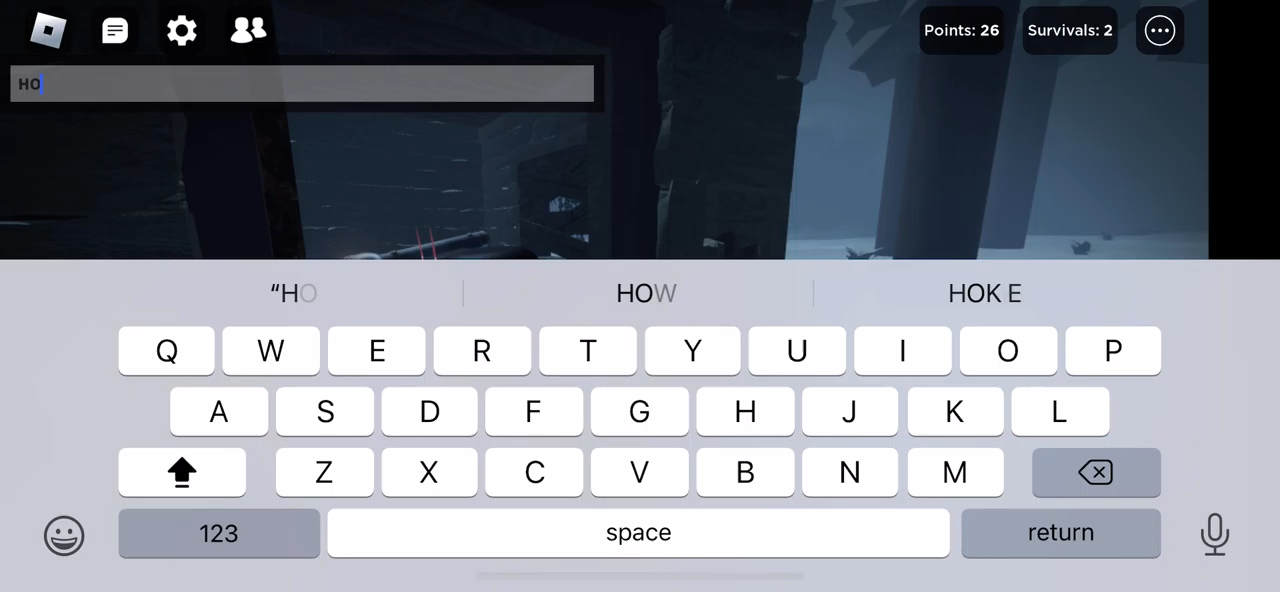 Points: 26
Survivals: 2
HO
“HO
HOW
HOK E
Q W E R T Y U I O P
A S D F G H J K L
Z X C V B N M
123
space
return